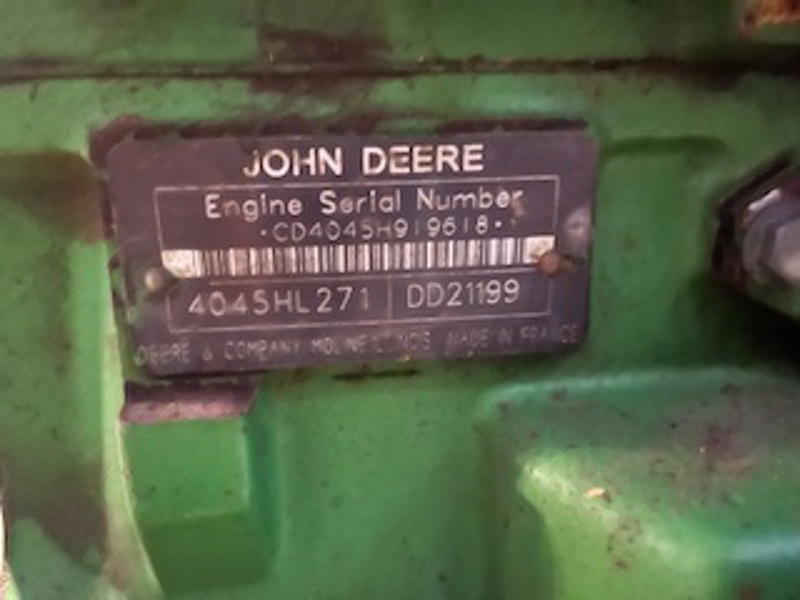 JOHN DEERE
Engine Serial Number
•CD4045H919618•
4045HL271 DD21199
DEERE & COMPANY MOLINE ILLINOIS MADE IN FRANCE